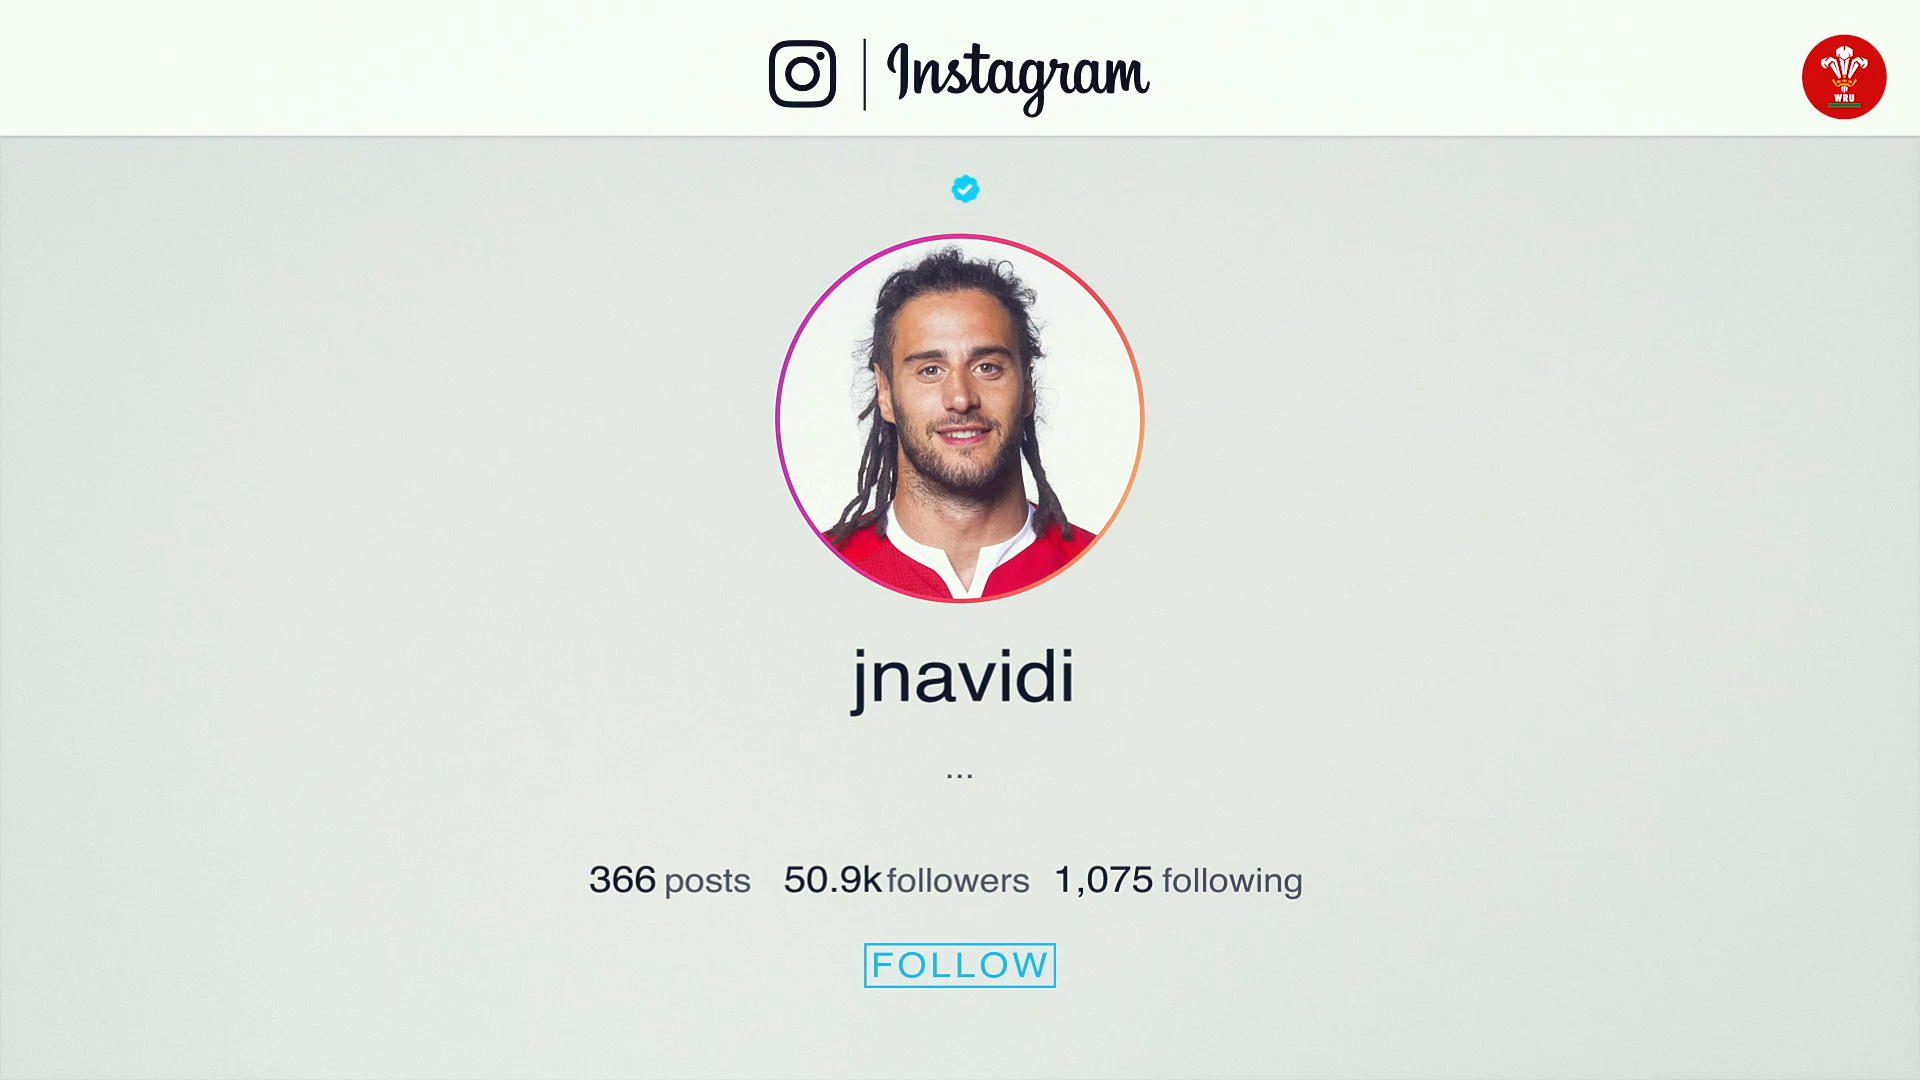 Instagram
WRU
jnavidi
...
366 posts 50.9k followers 1,075 following
FOLLOW